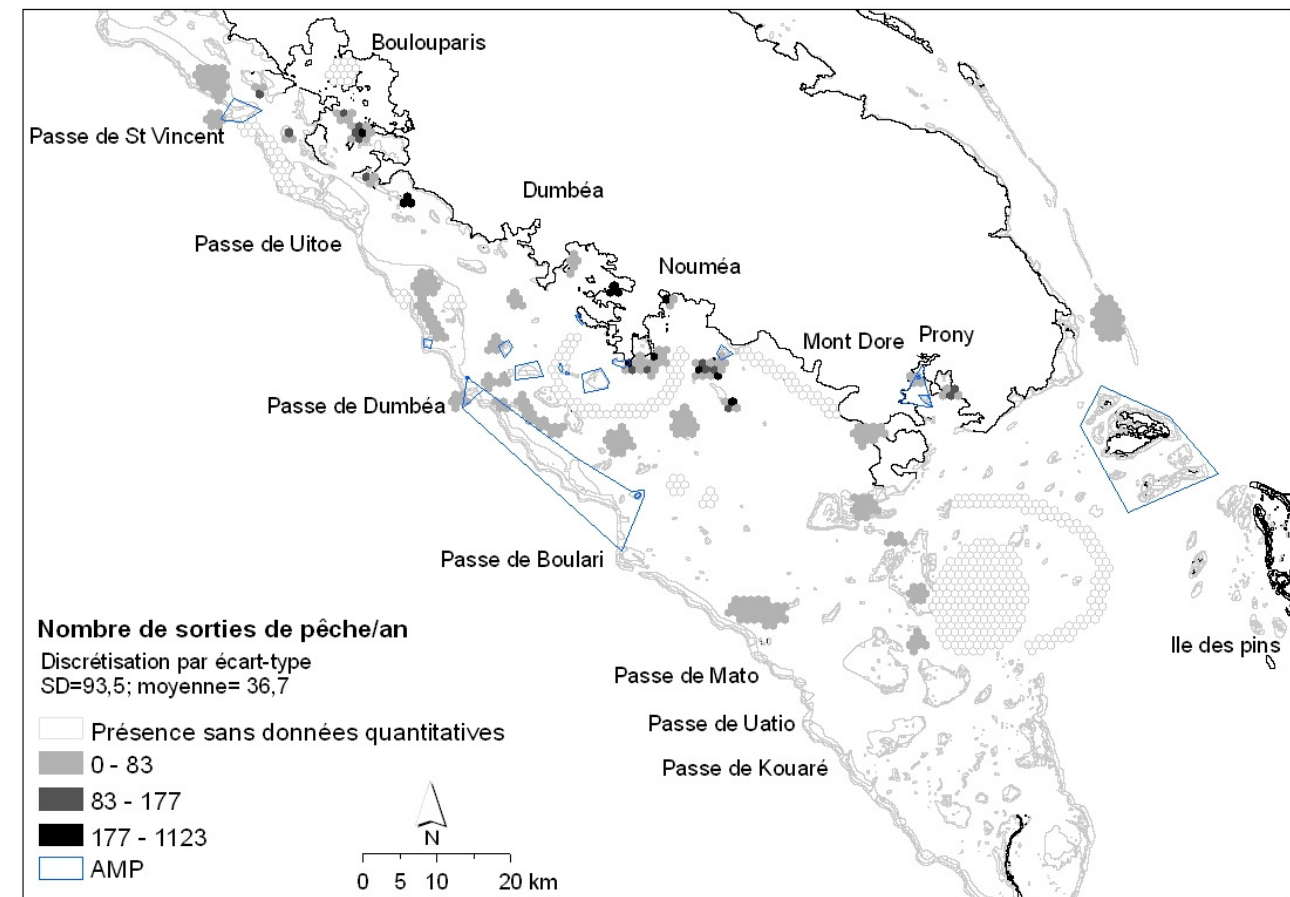 Boulouparis
Passe de St Vincent
Dumbéa
Passe de Uitoe
Nouméa
Mont Dore
Prony
Passe de Dumbéa
Passe de Boulari
Ile des pins
Passe de Mato
Passe de Uatio
Passe de Kouaré
Nombre de sorties de pêche/an
Discrétisation par écart-type
SD=93,5; moyenne= 36,7
Présence sans données quantitatives
0 - 83
83 - 177
177 - 1123
AMP
N
0 5 10 20 km